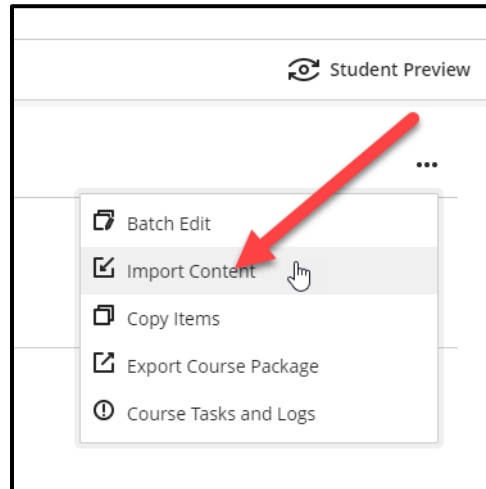 Student Preview
Batch Edit
Import Content
Copy Items
Export Course Package
Course Tasks and Logs